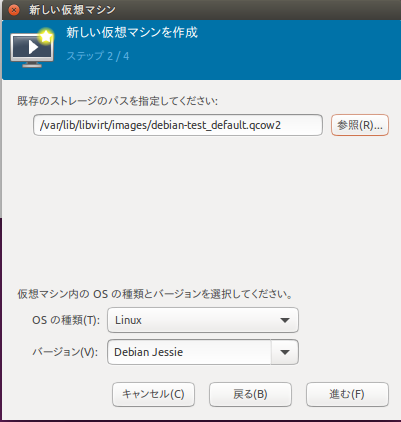 新しい仮想マシン
新しい仮想マシンを作成
ステップ 2 / 4
既存のストレージのパスを指定してください:
/var/lib/libvirt/images/debian-test_default.qcow2
参照(R)...
仮想マシン内の OS の種類とバージョンを選択してください。
OS の種類(T): Linux
バージョン(V): Debian Jessie
キャンセル(C) 戻る(B) 進む(F)